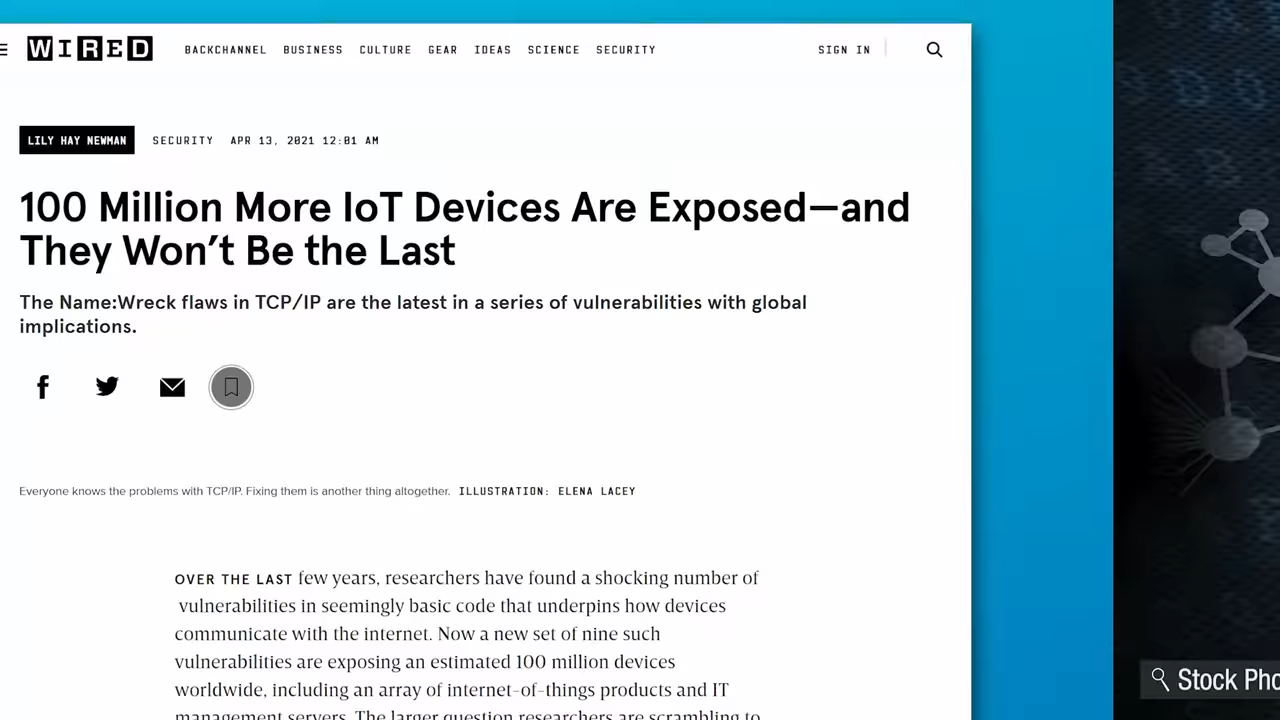 WIRED
BACKCHANNEL BUSINESS CULTURE GEAR IDEAS SCIENCE SECURITY
SIGN IN
LILY HAY NEWMAN SECURITY APR 13, 2021 12:01 AM
100 Million More IoT Devices Are Exposed—and
They Won’t Be the Last
The Name:Wreck flaws in TCP/IP are the latest in a series of vulnerabilities with global
implications.
Everyone knows the problems with TCP/IP. Fixing them is another thing altogether. ILLUSTRATION: ELENA LACEY
OVER THE LAST few years, researchers have found a shocking number of
vulnerabilities in seemingly basic code that underpins how devices
communicate with the internet. Now a new set of nine such
vulnerabilities are exposing an estimated 100 million devices
worldwide, including an array of internet-of-things products and IT
management servers. The larger question researchers are scrambling to
Stock Pho